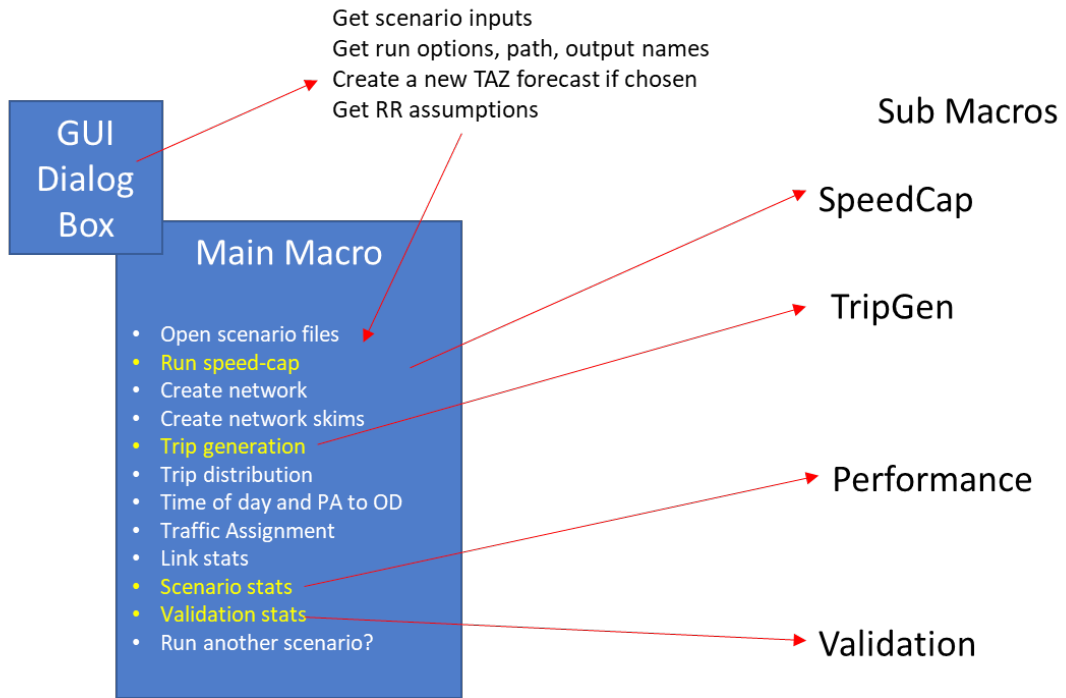 Get scenario inputs
Get run options, path, output names
Create a new TAZ forecast if chosen
Get RR assumptions
GUI
Dialog
Box
Main Macro
• Open scenario files
• Run speed-cap
• Create network
• Create network skims
• Trip generation
• Trip distribution
• Time of day and PA to OD
• Traffic Assignment
• Link stats
• Scenario stats
• Validation stats
• Run another scenario?
Sub Macros
SpeedCap
TripGen
Performance
Validation